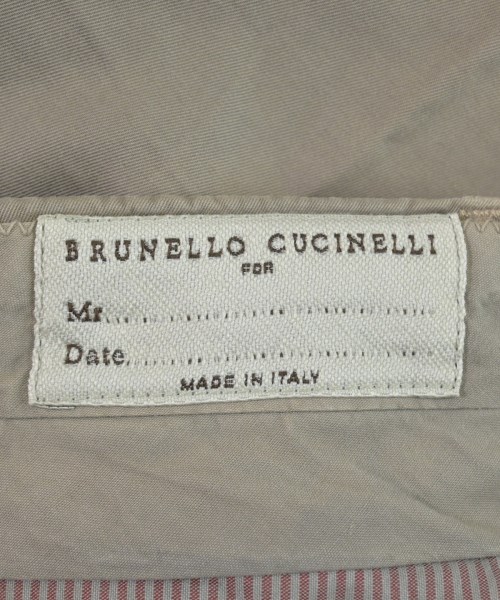 BRUNELLO CUCINELLI
FOR
Mr..............................
Date..............................
MADE IN ITALY